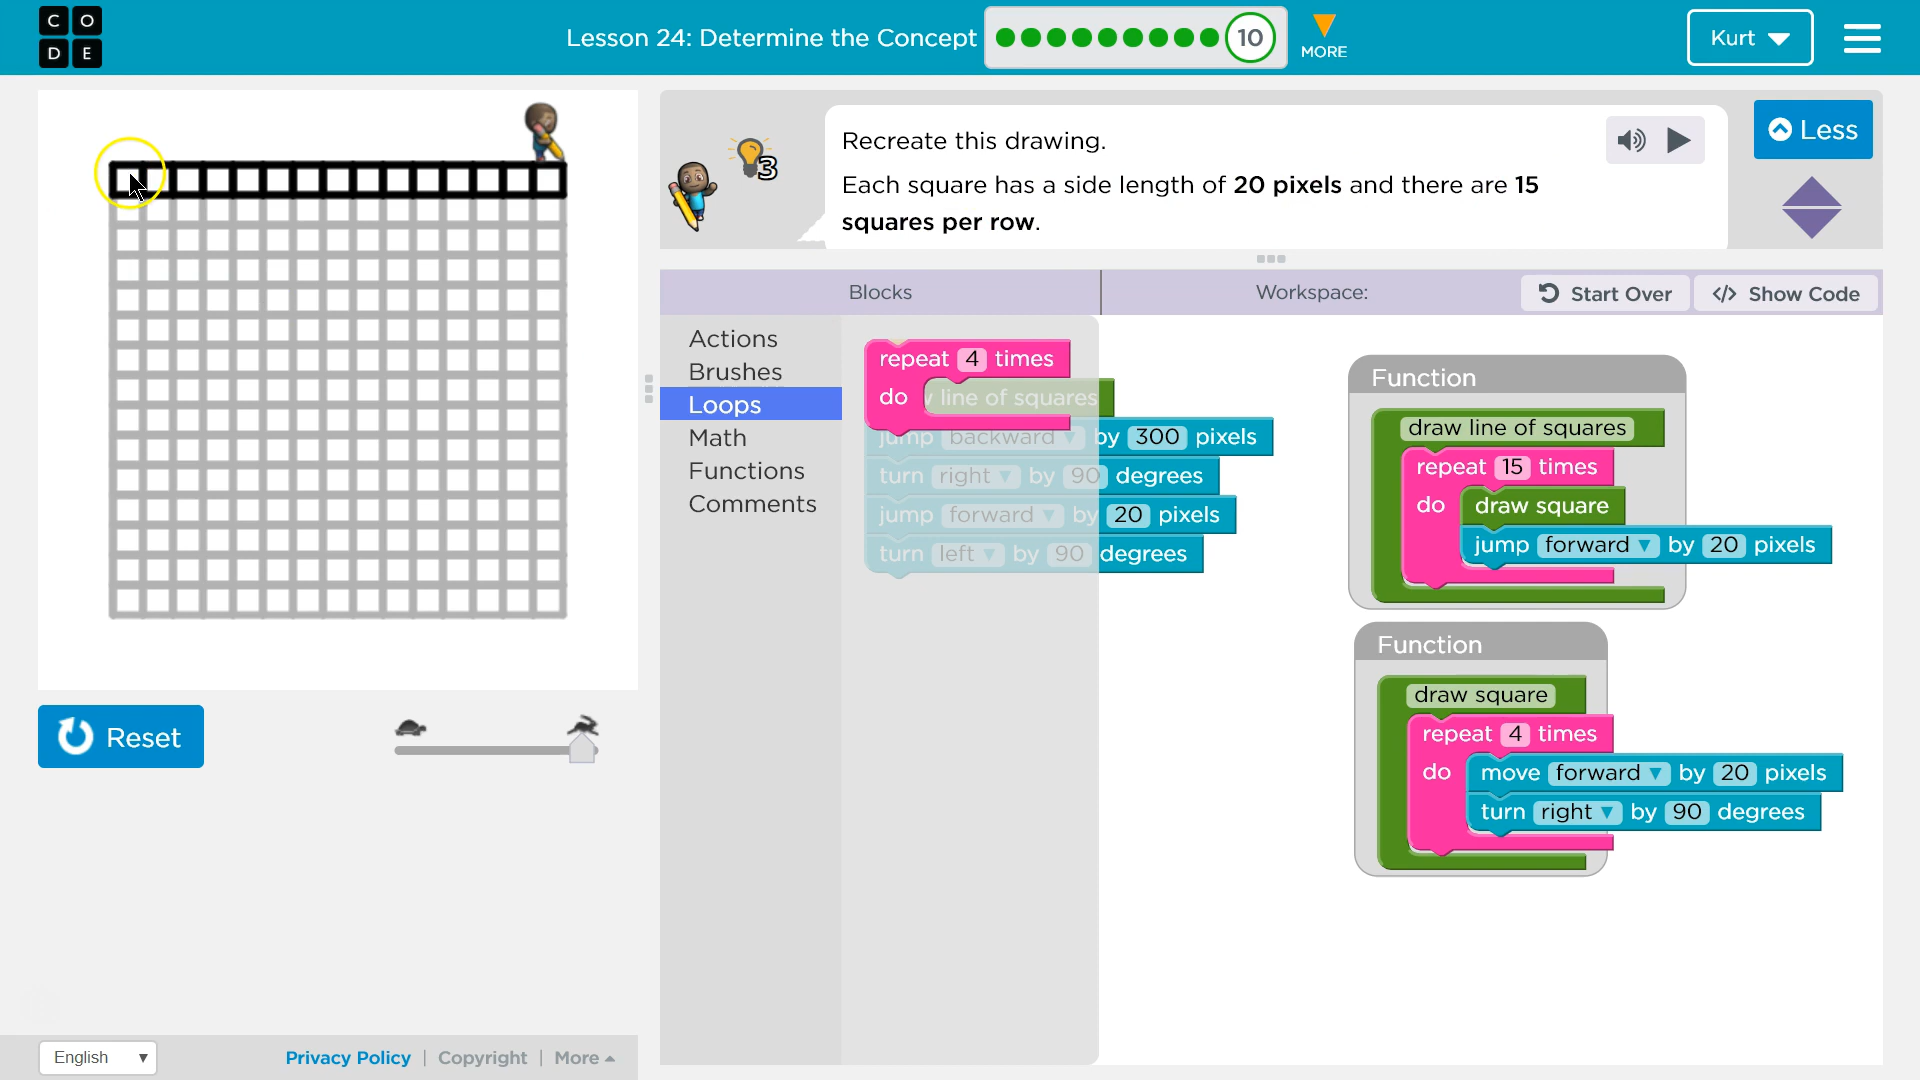 C O
D E
Lesson 24: Determine the Concept
10
MORE
Kurt
3
Recreate this drawing.
Each square has a side length of 20 pixels and there are 15
squares per row.
Less
Blocks
Workspace:
Start Over
</> Show Code
Actions
Brushes
Loops
Math
Functions
Comments
repeat 4 times
do
line of squares
jump backward by 300 pixels
turn right by 90 degrees
jump forward by 20 pixels
turn left by 90 degrees
Function
draw line of squares
repeat 15 times
do draw square
jump forward by 20 pixels
Function
draw square
repeat 4 times
do move forward by 20 pixels
turn right by 90 degrees
Reset
English
Privacy Policy | Copyright | More